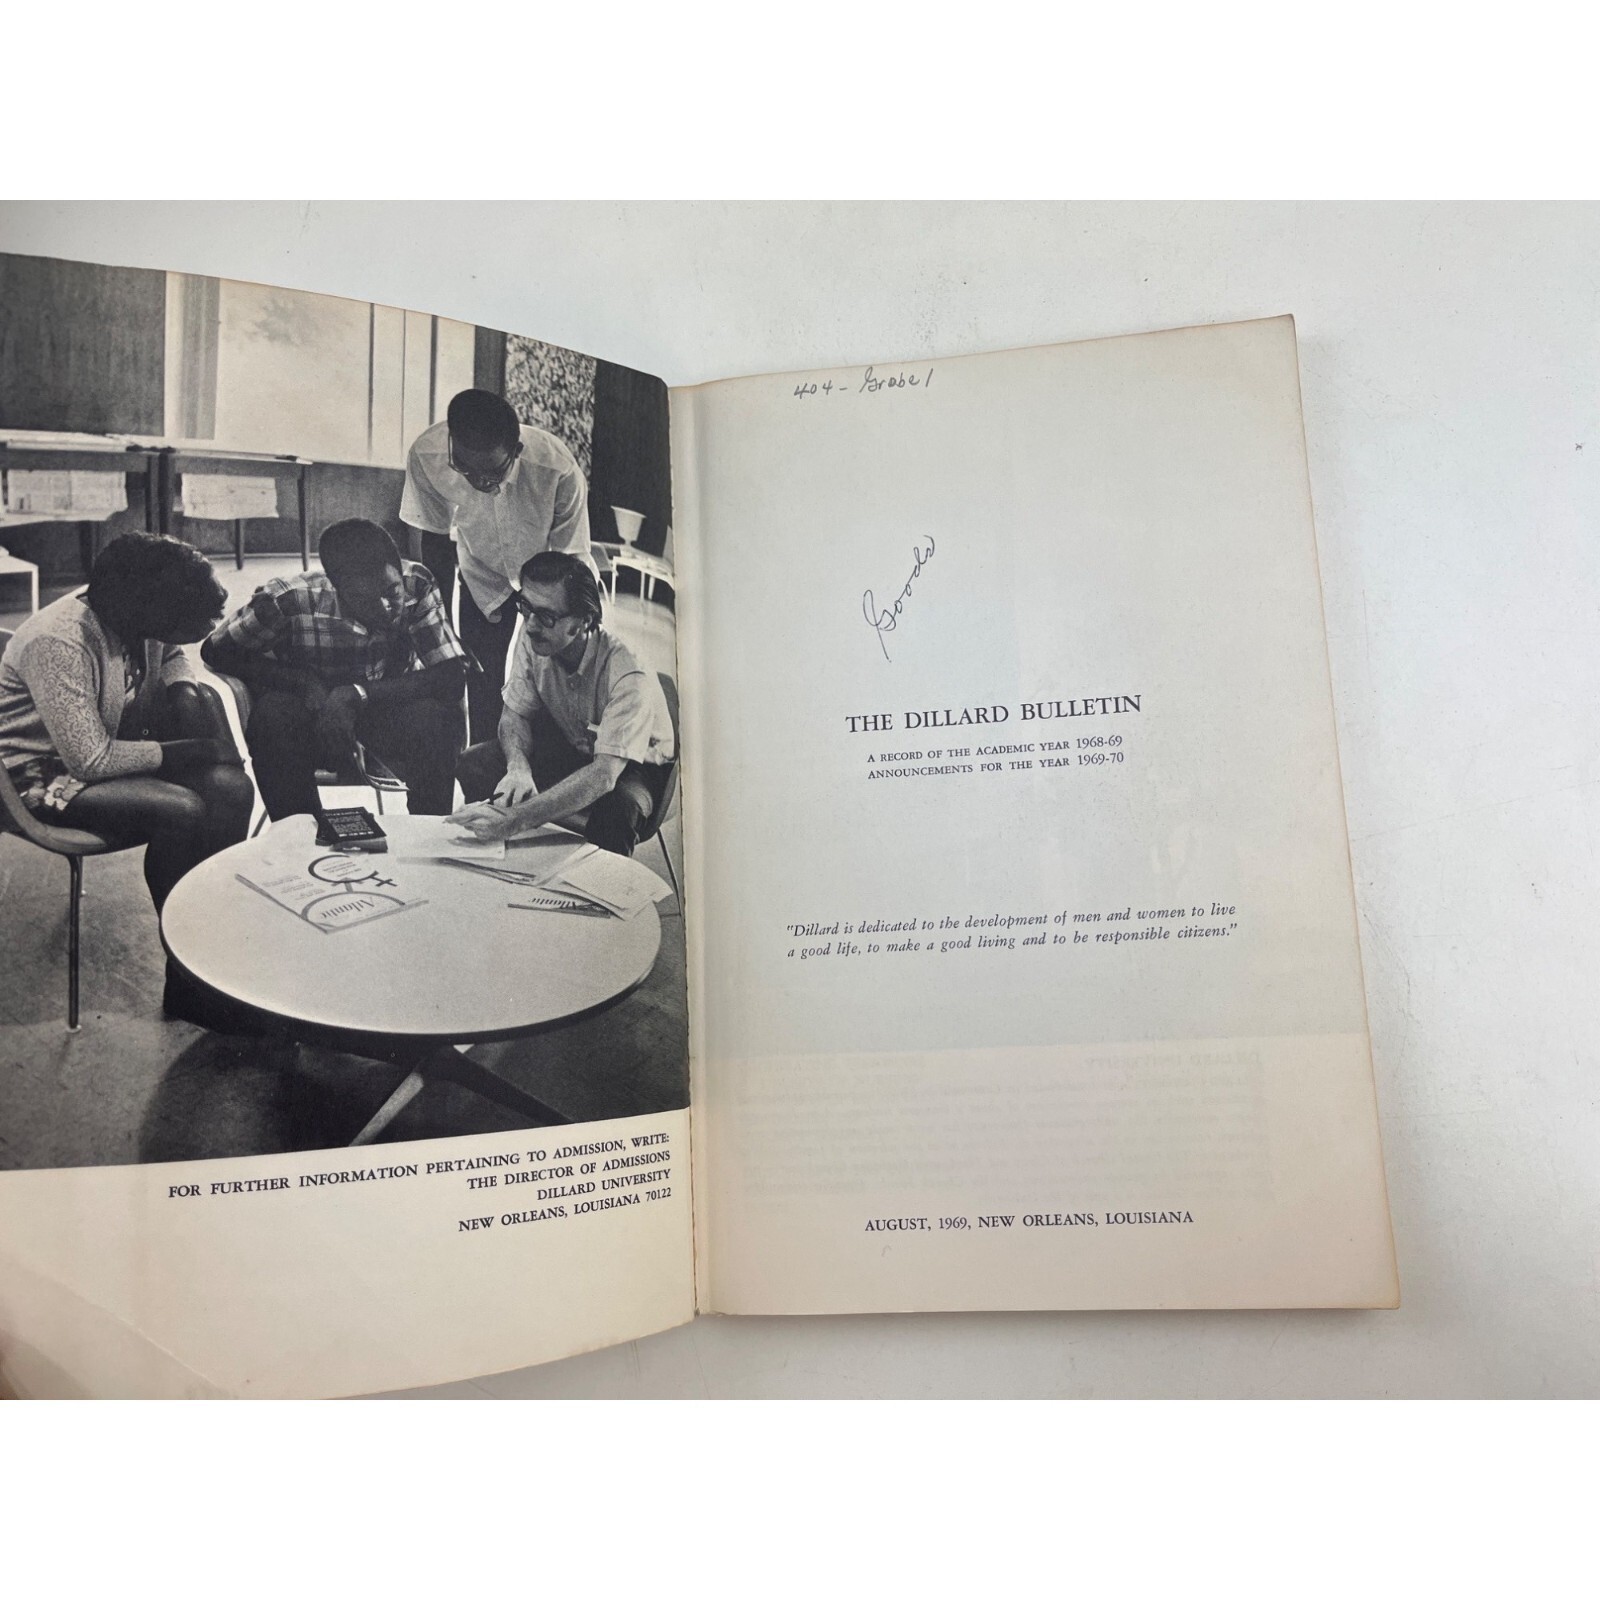 Atlantic
Atlantic
FOR FURTHER INFORMATION PERTAINING TO ADMISSION, WRITE:
THE DIRECTOR OF ADMISSIONS
DILLARD UNIVERSITY
NEW ORLEANS, LOUISIANA 70122
404 - Grabel
Goods
THE DILLARD BULLETIN
A RECORD OF THE ACADEMIC YEAR 1968-69
ANNOUNCEMENTS FOR THE YEAR 1969-70
"Dillard is dedicated to the development of men and women to live
a good life, to make a good living and to be responsible citizens."
AUGUST, 1969, NEW ORLEANS, LOUISIANA